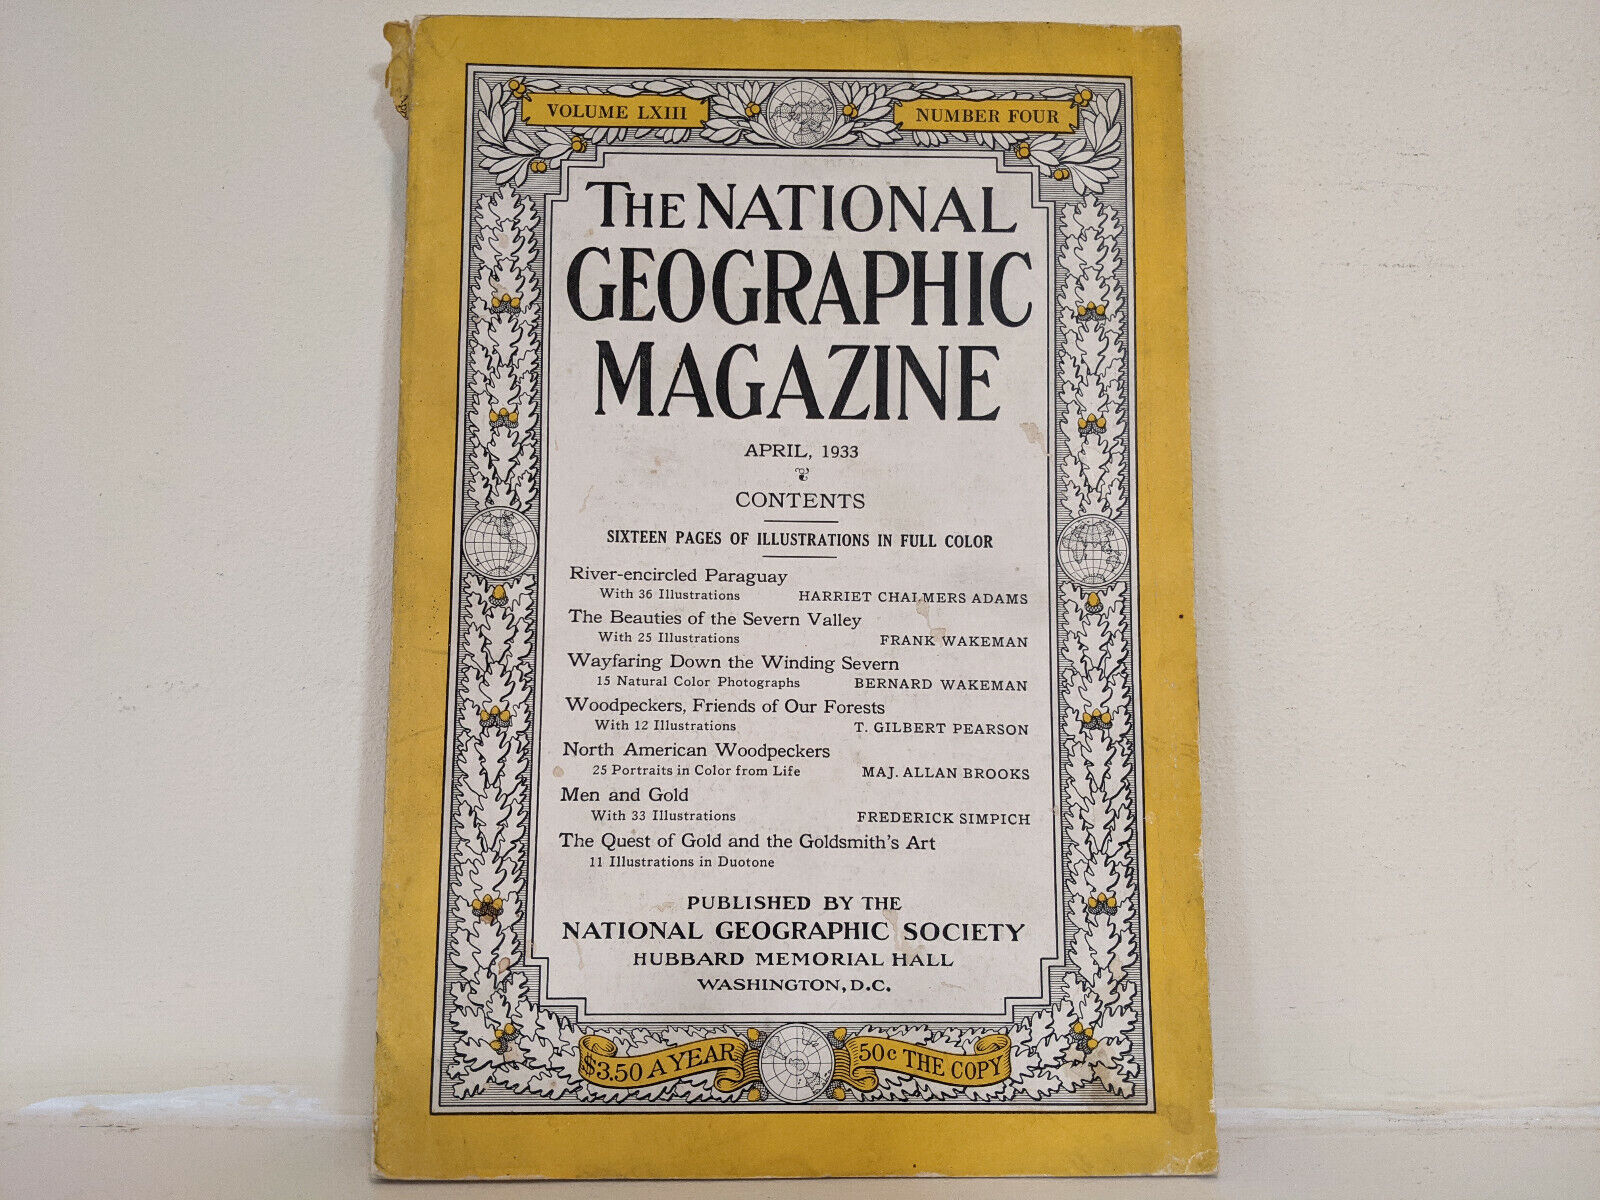 VOLUME LXIII
NUMBER FOUR
THE NATIONAL
GEOGRAPHIC
MAGAZINE
APRIL, 1933
CONTENTS
SIXTEEN PAGES OF ILLUSTRATIONS IN FULL COLOR
River-encircled Paraguay
With 36 Illustrations HARRIET CHALMERS ADAMS
The Beauties of the Severn Valley
With 25 Illustrations FRANK WAKEMAN
Wayfaring Down the Winding Severn
15 Natural Color Photographs BERNARD WAKEMAN
Woodpeckers, Friends of Our Forests
With 12 Illustrations T. GILBERT PEARSON
North American Woodpeckers
25 Portraits in Color from Life MAJ. ALLAN BROOKS
Men and Gold
With 33 Illustrations FREDERICK SIMPICH
The Quest of Gold and the Goldsmith's Art
11 Illustrations in Duotone
PUBLISHED BY THE
NATIONAL GEOGRAPHIC SOCIETY
HUBBARD MEMORIAL HALL
WASHINGTON, D.C.
$3.50 A YEAR
50c THE COPY